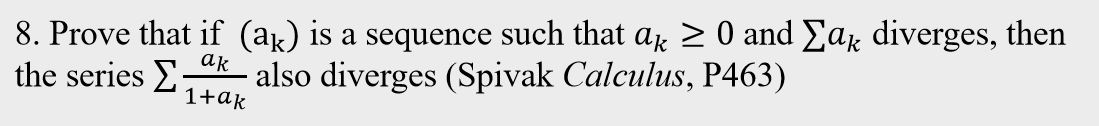 8. Prove that if (aₖ) is a sequence such that 𝑎ₖ ≥ 0 and ∑𝑎ₖ diverges, then
the series ∑ 𝑎ₖ/(1+𝑎ₖ) also diverges (Spivak Calculus, P463)